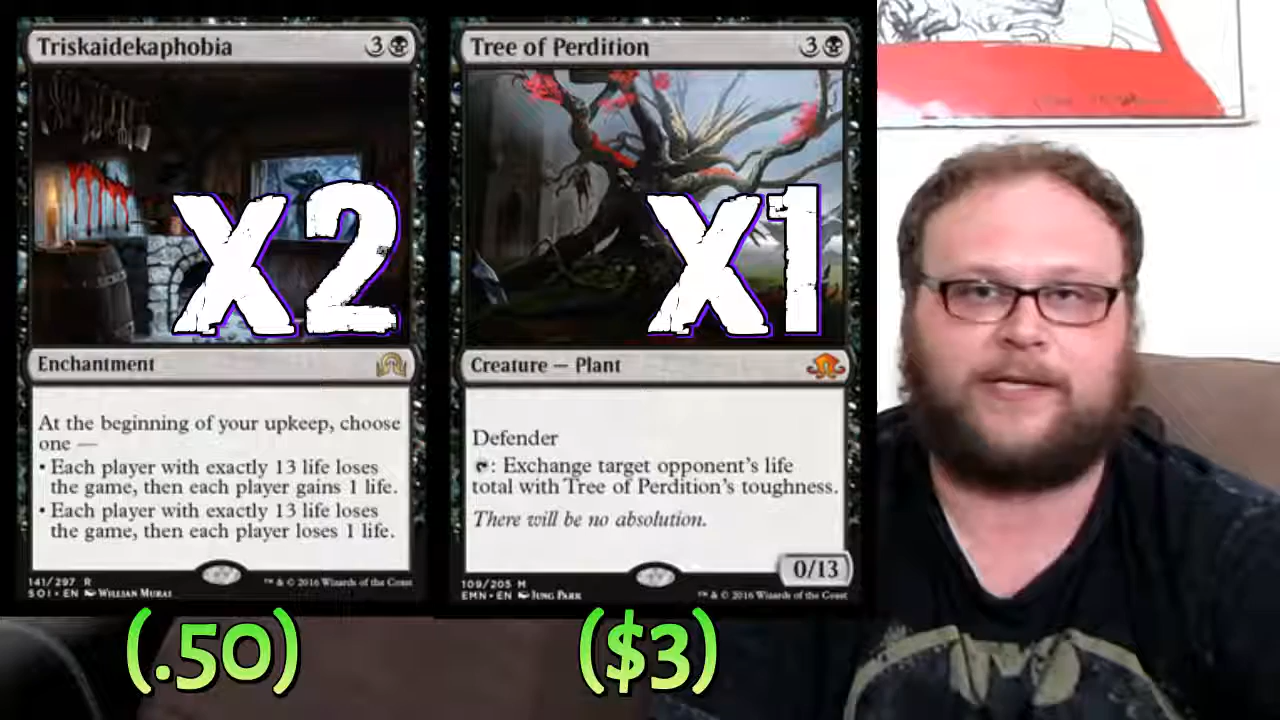 Triskaidekaphobia 3
x2
Enchantment
At the beginning of your upkeep, choose
one —
• Each player with exactly 13 life loses
the game, then each player gains 1 life.
• Each player with exactly 13 life loses
the game, then each player loses 1 life.
141/297 R
SOI • EN Willian Murai
™ & © 2016 Wizards of the Coast
(.50)
Tree of Perdition 3
x1
Creature — Plant
Defender
: Exchange target opponent's life
total with Tree of Perdition's toughness.
There will be no absolution.
0/13
109/205 M
EMN • EN Jung Park
™ & © 2016 Wizards of the Coast
($3)